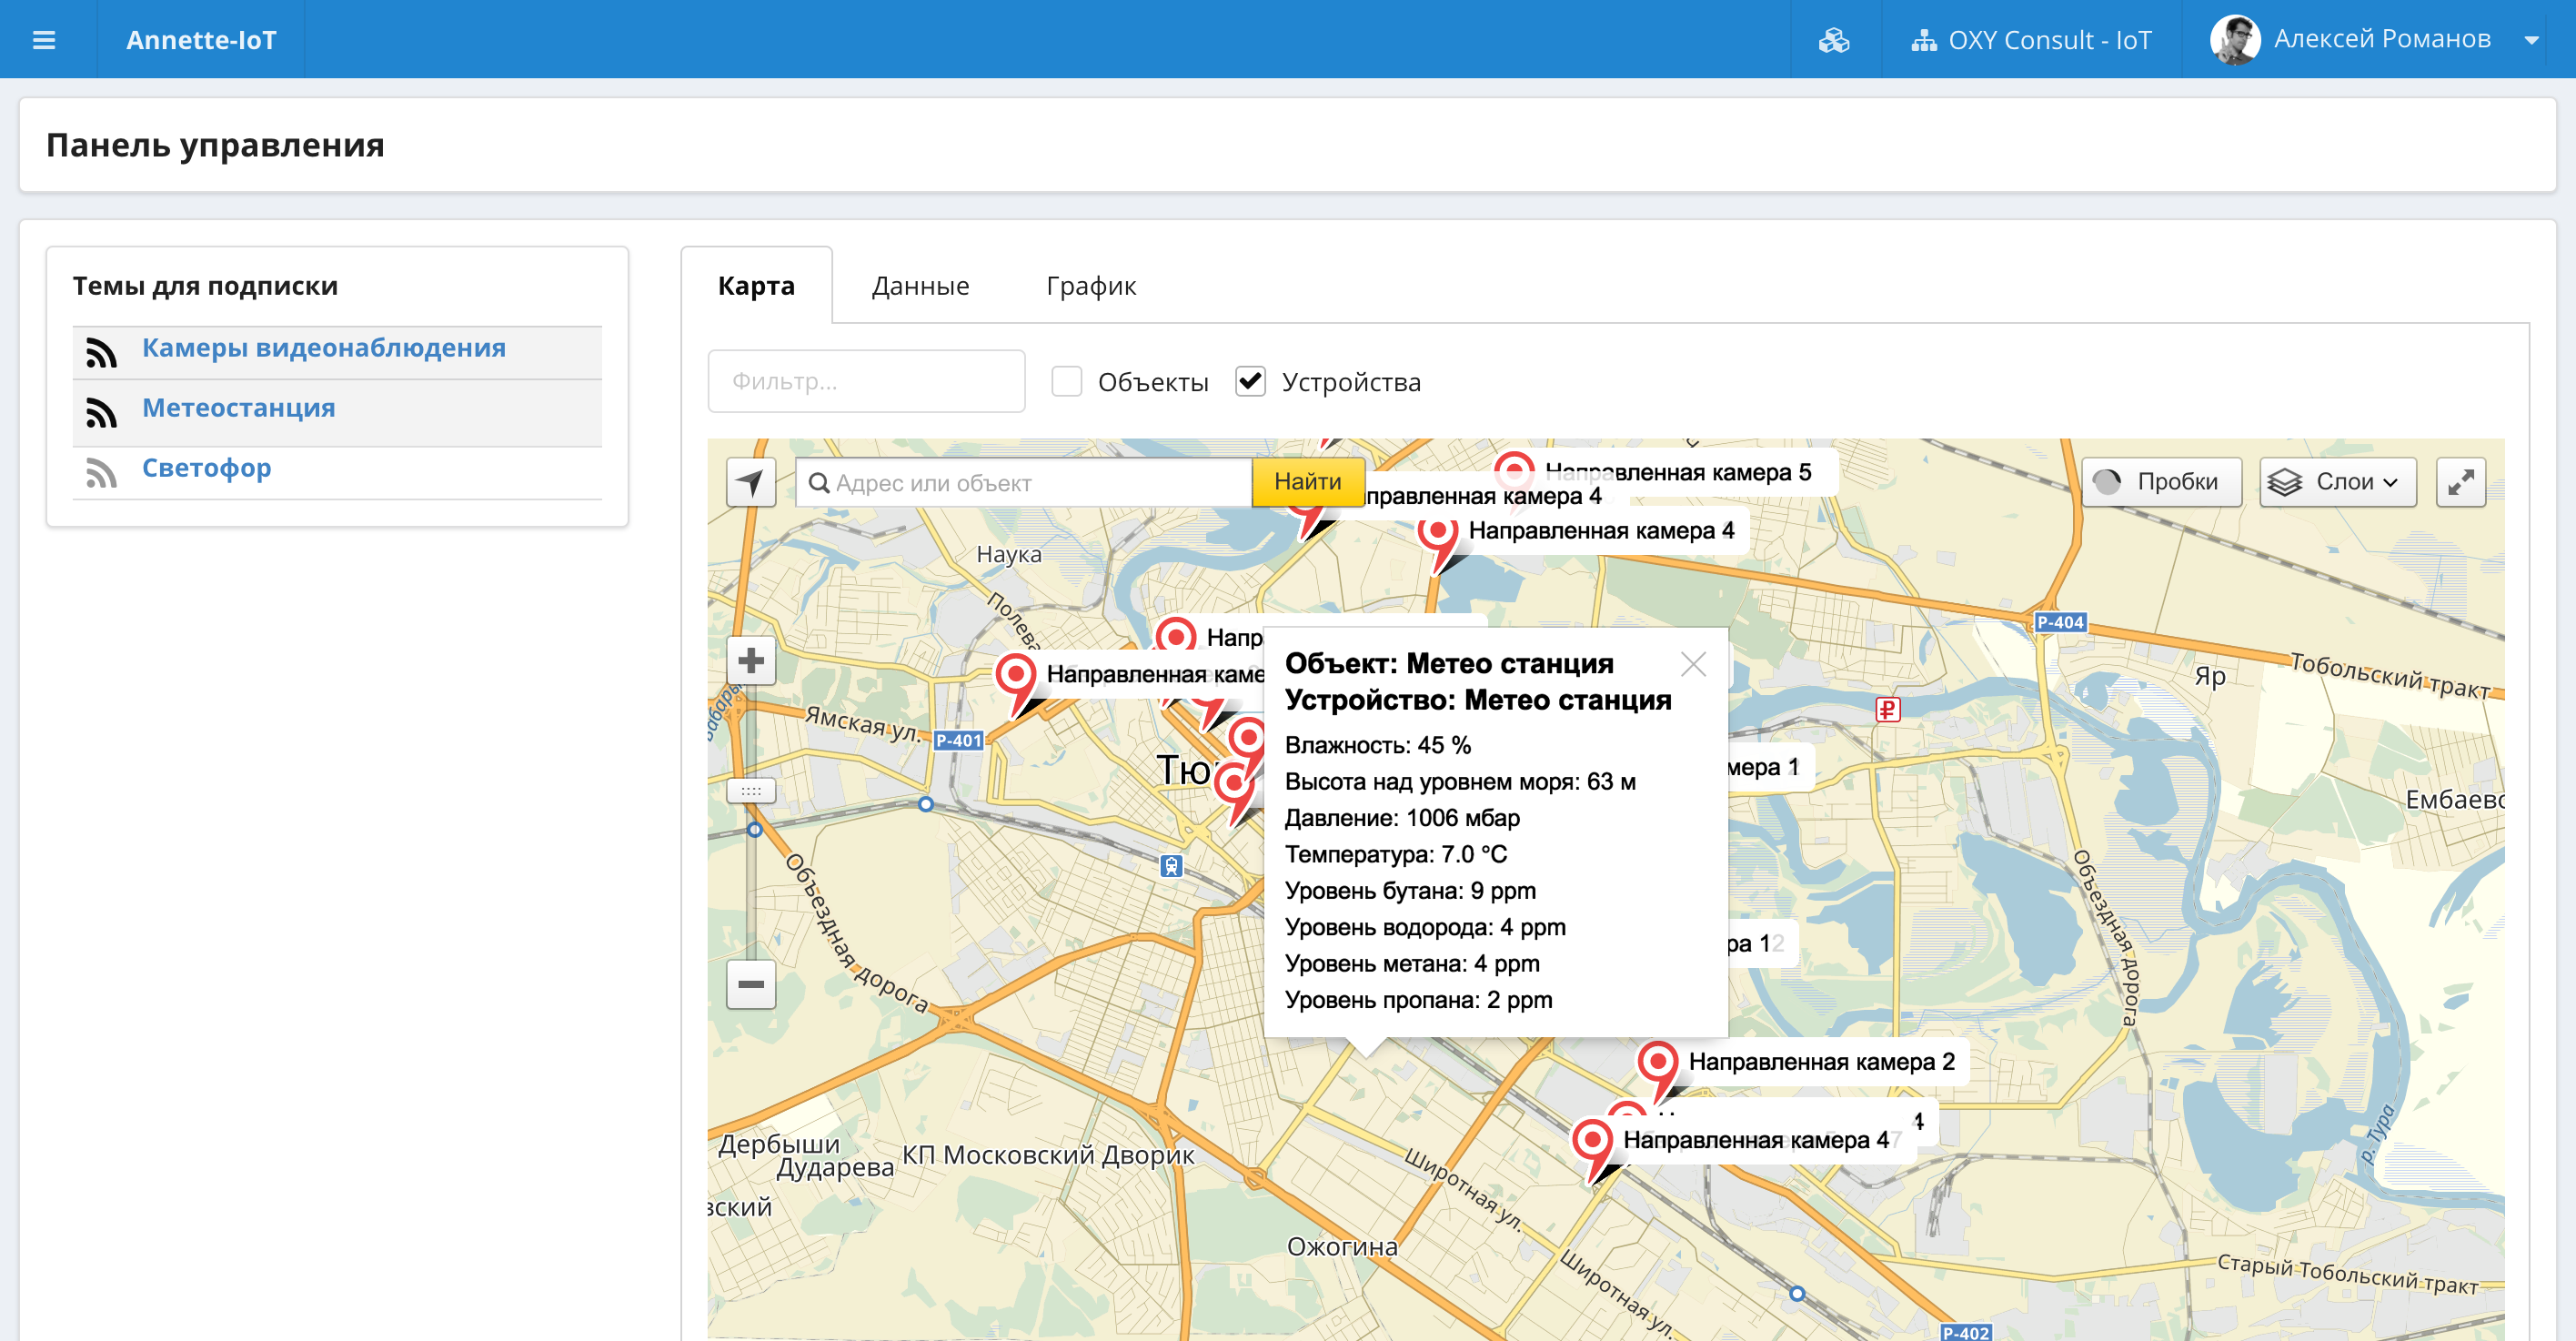 Annette-IoT
OXY Consult - IoT
Алексей Романов
Панель управления
Темы для подписки
Камеры видеонаблюдения
Метеостанция
Светофор
Карта
Данные
График
Фильтр...
Объекты
Устройства
Адрес или объект
Найти
Направленная камера 5
правленная камера 4
Направленная камера 4
Пробки
Слои
Наука
Полева
Р-404
Тобольский тракт
Яр
Напр
Направленная каме
Ямская ул.
Р-401
Тю
Объект: Метео станция
Устройство: Метео станция
Влажность: 45 %
Высота над уровнем моря: 63 м
Давление: 1006 мбар
Температура: 7.0 °C
Уровень бутана: 9 ppm
Уровень водорода: 4 ppm
Уровень метана: 4 ppm
Уровень пропана: 2 ppm
мера 1
Ембаевс
Объездная дорога
Объездная дорога
ра 12
Направленная камера 2
4
Направленная камера 47
Дербыши
Дударева
КП Московский Дворик
вский
Широтная ул.
р. Тура
Ожогина
Широтная ул.
Старый Тобольский тракт
Р-402